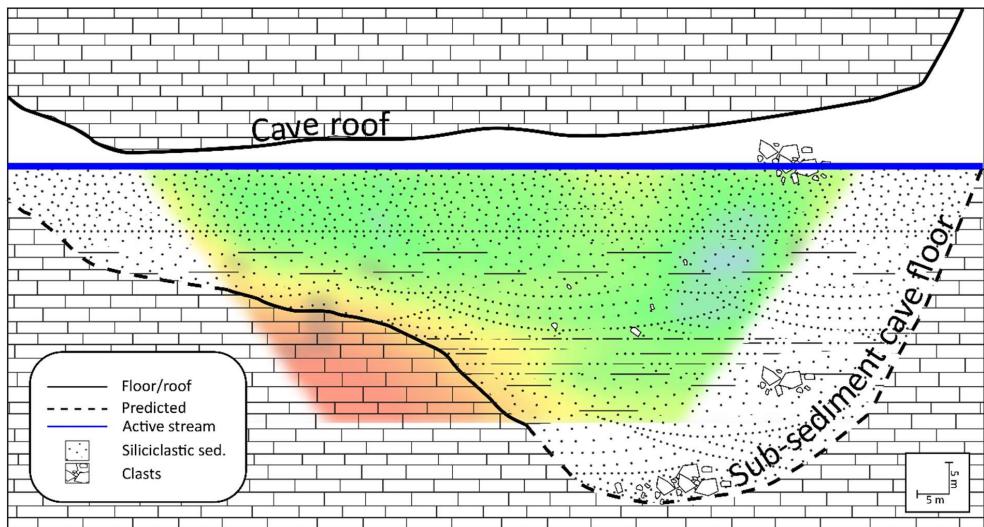 Cave roof
Sub-sediment cave floor
Floor/roof
Predicted
Active stream
Siliciclastic sed.
Clasts
5 m
5 m